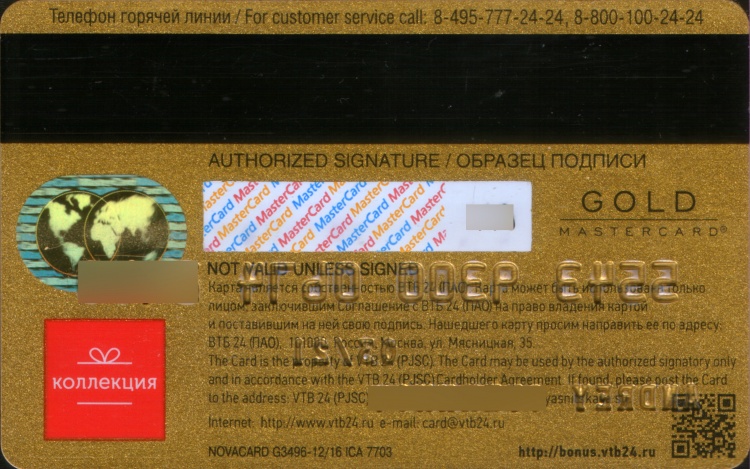 Телефон горячей линии / For customer service call: 8-495-777-24-24, 8-800-100-24-24
AUTHORIZED SIGNATURE / ОБРАЗЕЦ ПОДПИСИ
MasterCard MasterCard MasterCard MasterCard
GOLD
MASTERCARD®
NOT VALID UNLESS SIGNED
Карта является собственностью ВТБ 24 (ПАО). Карта может быть использована только
лицом, заключившим Соглашение с ВТБ 24 (ПАО) на право владения картой
и поставившим на ней свою подпись. Нашедшего карту просим направить ее по адресу:
ВТБ 24 (ПАО), Россия, Москва, ул. Мясницкая, 35.
The Card is the property of VTB 24 (PJSC). The Card may be used by the authorized signatory only
and in accordance with the VTB 24 (PJSC) Cardholder Agreement. If found, please post the Card
to the address: VTB 24 (PJSC)
Internet: http://www.vtb24.ru e-mail: card@vtb24.ru
коллекция
NOVACARD G3496-12/16 ICA 7703
http://bonus.vtb24.ru